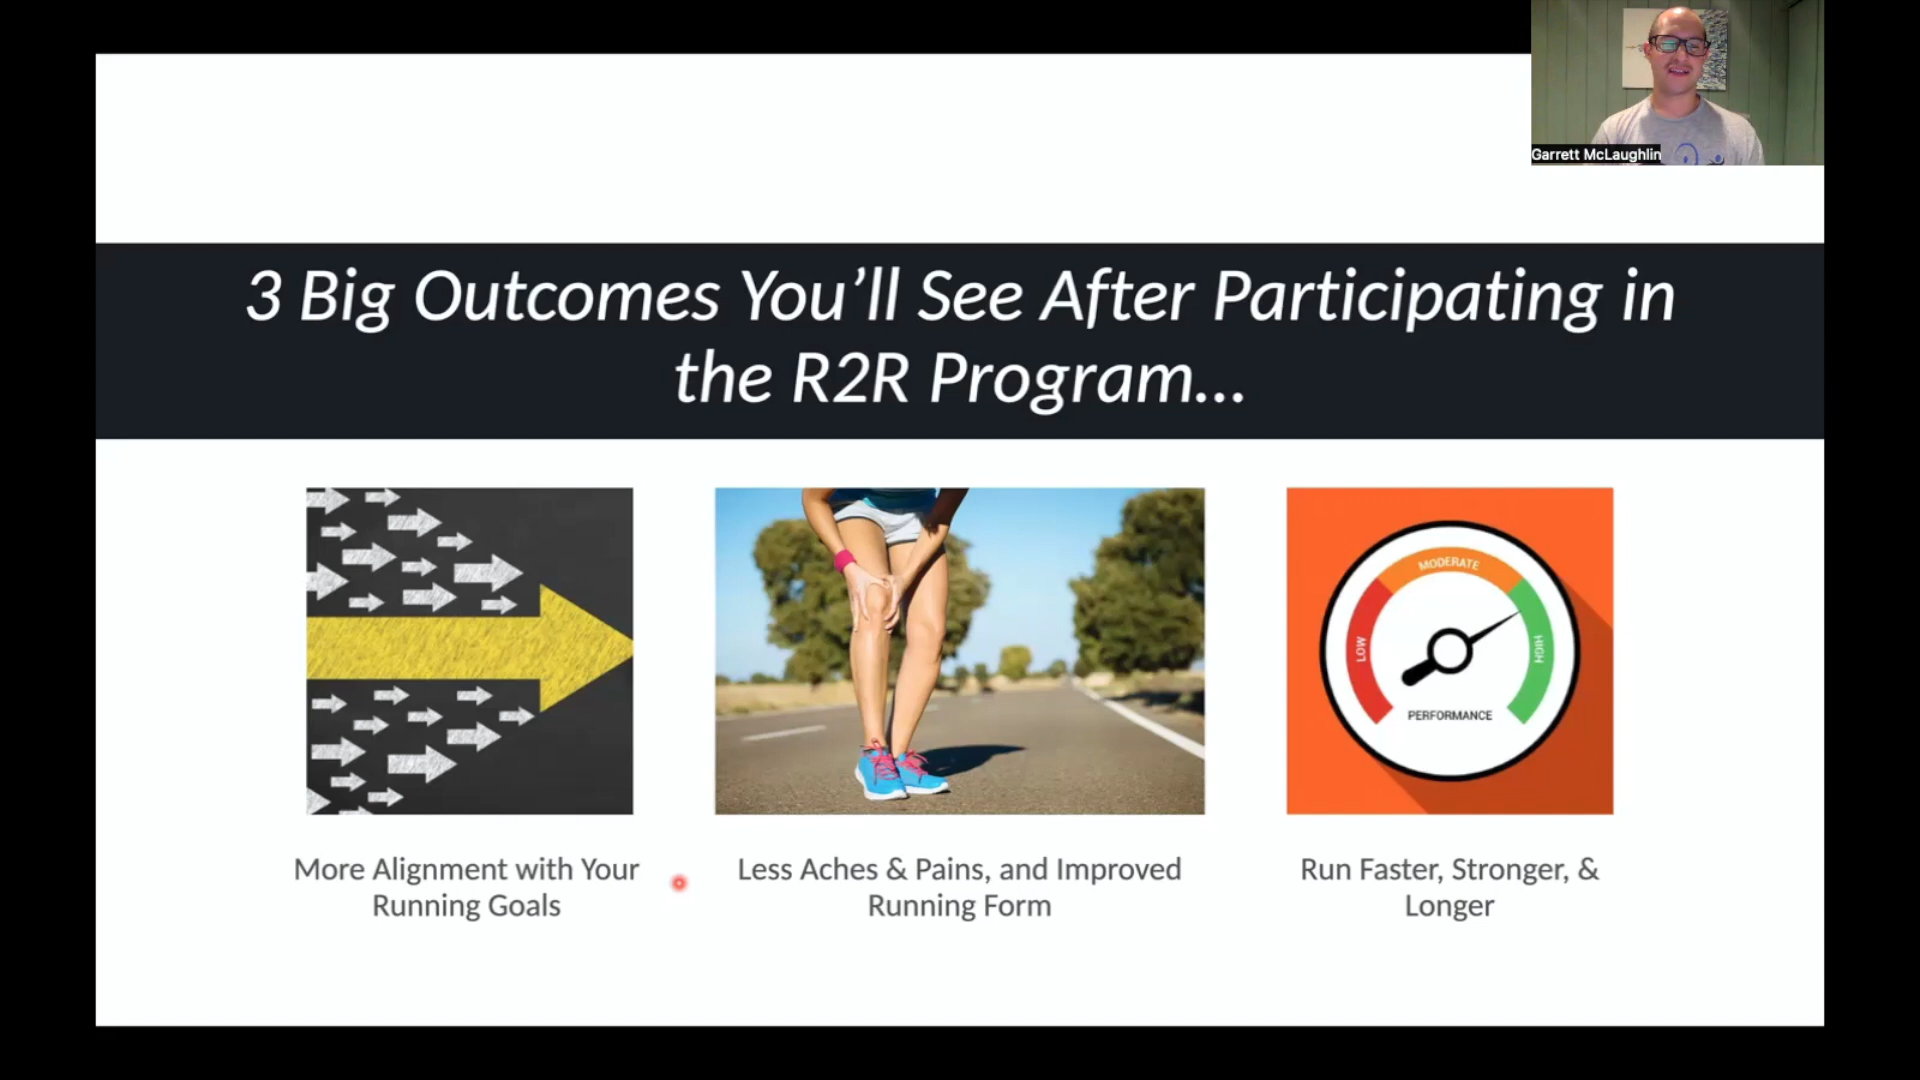 Garrett McLaughlin
3 Big Outcomes You’ll See After Participating in
the R2R Program...
MODERATE
LOW
HIGH
PERFORMANCE
More Alignment with Your
Running Goals
Less Aches & Pains, and Improved
Running Form
Run Faster, Stronger, &
Longer